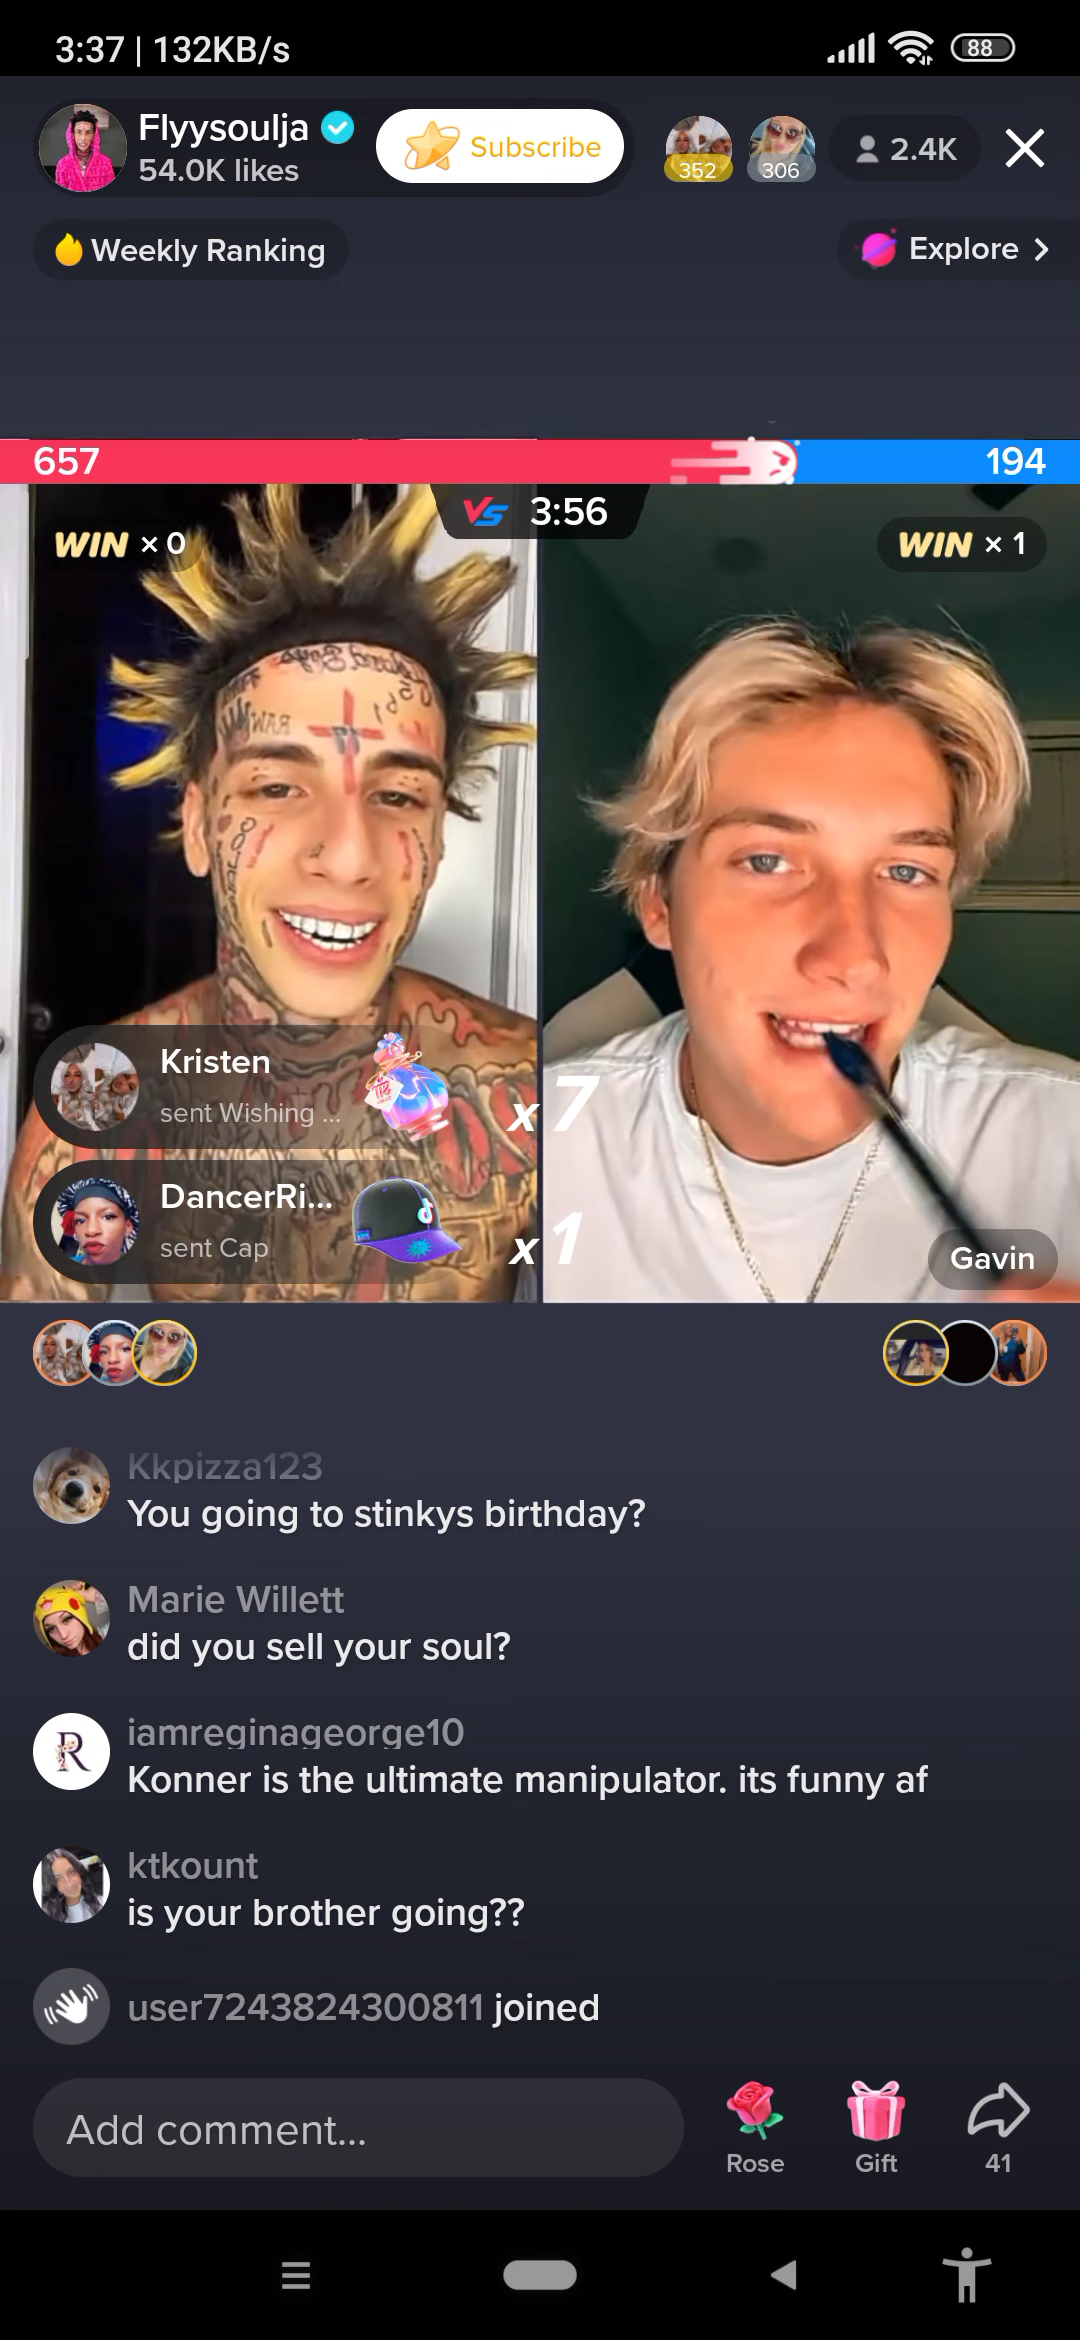 3:37 | 132KB/s
88
Flyysoulja
54.0K likes
Subscribe
352
306
2.4K
Weekly Ranking
Explore
657
194
VS 3:56
WIN × 0
WIN × 1
Kristen
sent Wishing ...
x7
DancerRi...
sent Cap
x1
Gavin
Kkpizza123
You going to stinkys birthday?
Marie Willett
did you sell your soul?
R
iamreginageorge10
Konner is the ultimate manipulator. its funny af
ktkount
is your brother going??
user7243824300811 joined
Add comment...
Rose
Gift
41